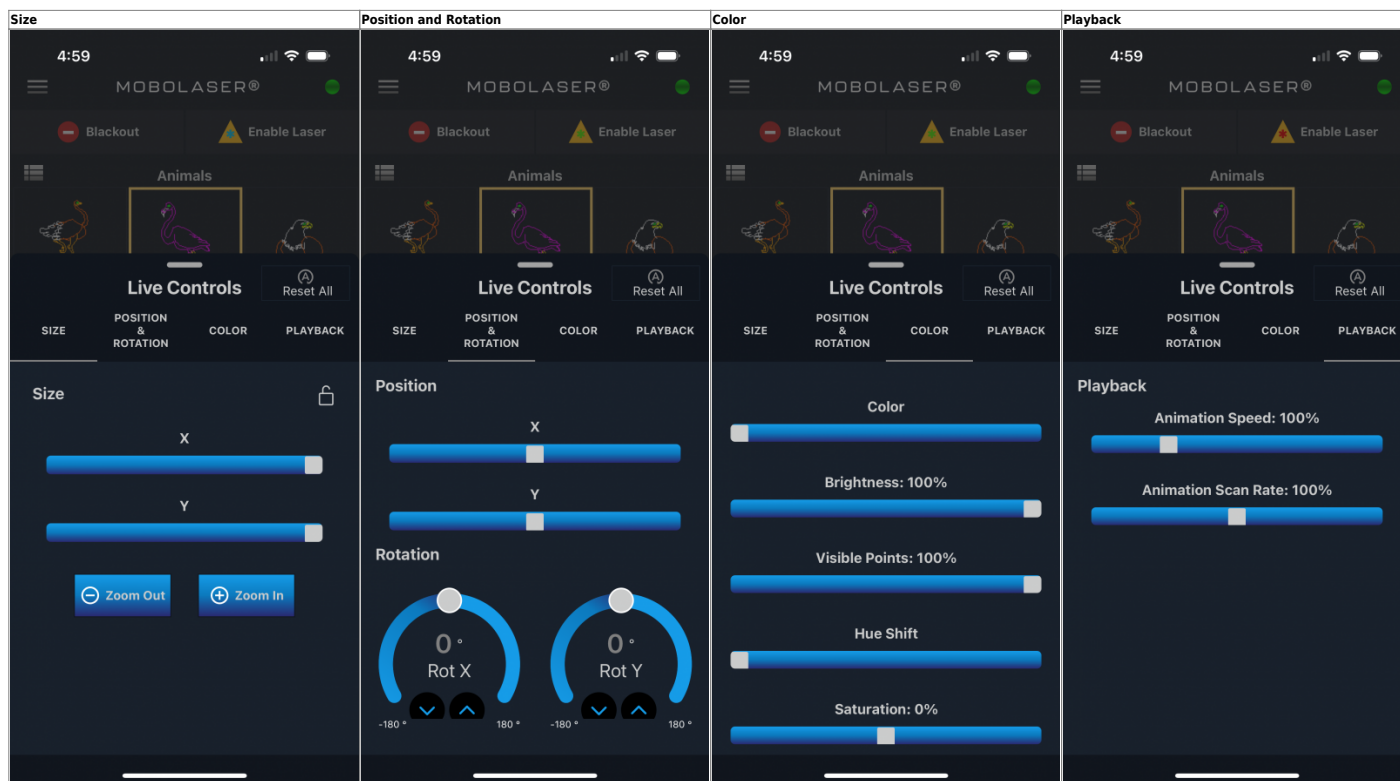 Size
4:59
MOBOLASER®
Blackout
Enable Laser
Animals
Live Controls
Reset All
SIZE
POSITION
&
ROTATION
COLOR
PLAYBACK
Size
X
Y
Zoom Out
Zoom In
Position and Rotation
4:59
MOBOLASER®
Blackout
Enable Laser
Animals
Live Controls
Reset All
SIZE
POSITION
&
ROTATION
COLOR
PLAYBACK
Position
X
Y
Rotation
0 °
Rot X
-180 °
180 °
0 °
Rot Y
-180 °
180 °
Color
4:59
MOBOLASER®
Blackout
Enable Laser
Animals
Live Controls
Reset All
SIZE
POSITION
&
ROTATION
COLOR
PLAYBACK
Color
Brightness: 100%
Visible Points: 100%
Hue Shift
Saturation: 0%
Playback
4:59
MOBOLASER®
Blackout
Enable Laser
Animals
Live Controls
Reset All
SIZE
POSITION
&
ROTATION
COLOR
PLAYBACK
Playback
Animation Speed: 100%
Animation Scan Rate: 100%